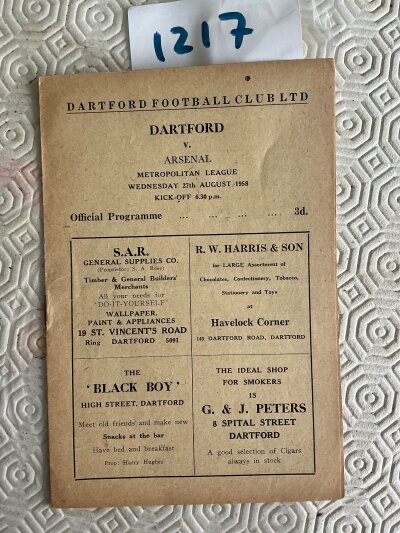 1217
DARTFORD FOOTBALL CLUB LTD
DARTFORD
v.
ARSENAL
METROPOLITAN LEAGUE
WEDNESDAY 27th AUGUST 1958
KICK-OFF 6.30 p.m.
Official Programme ... ... ... ... 3d.
S.A.R.
GENERAL SUPPLIES CO.
(Proprietor: S. A. Ross)
Timber & General Builders'
Merchants
All your needs for
"DO-IT-YOURSELF"
WALLPAPER,
PAINT & APPLIANCES
19 ST. VINCENT'S ROAD
Ring DARTFORD 5091
R. W. HARRIS & SON
for LARGE Assortment of
Chocolates, Confectionery, Tobacco,
Stationery and Toys
at
Havelock Corner
145 DARTFORD ROAD, DARTFORD
THE
'BLACK BOY'
HIGH STREET, DARTFORD
Meet old friends and make new
Snacks at the bar
Have bed and breakfast
Prop: Harry Hughes
THE IDEAL SHOP
FOR SMOKERS
IS
G. & J. PETERS
8 SPITAL STREET
DARTFORD
A good selection of Cigars
always in stock